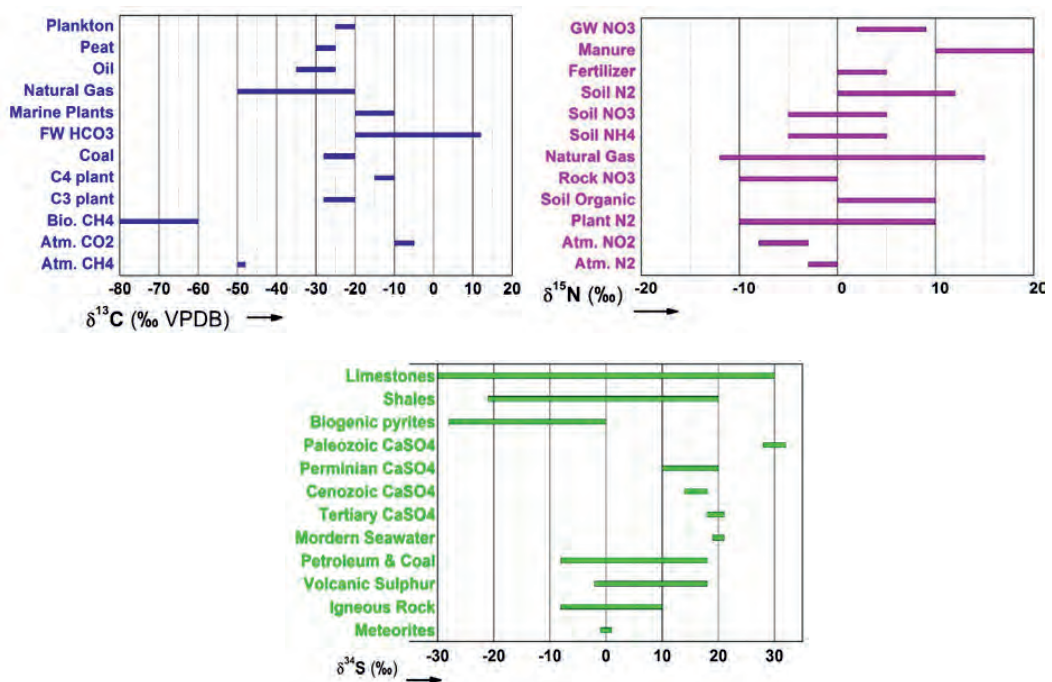 Plankton
Peat
Oil
Natural Gas
Marine Plants
FW HCO3
Coal
C4 plant
C3 plant
Bio. CH4
Atm. CO2
Atm. CH4
-80 -70 -60 -50 -40 -30 -20 -10 0 10 20
δ¹³C (‰ VPDB) →
GW NO3
Manure
Fertilizer
Soil N2
Soil NO3
Soil NH4
Natural Gas
Rock NO3
Soil Organic
Plant N2
Atm. NO2
Atm. N2
-20 -10 0 10 20
δ¹⁵N (‰)
→
Limestones
Shales
Biogenic pyrites
Paleozoic CaSO4
Perminian CaSO4
Cenozoic CaSO4
Tertiary CaSO4
Mordern Seawater
Petroleum & Coal
Volcanic Sulphur
Igneous Rock
Meteorites
-30 -20 -10 0 10 20 30
δ³⁴S (‰)
→